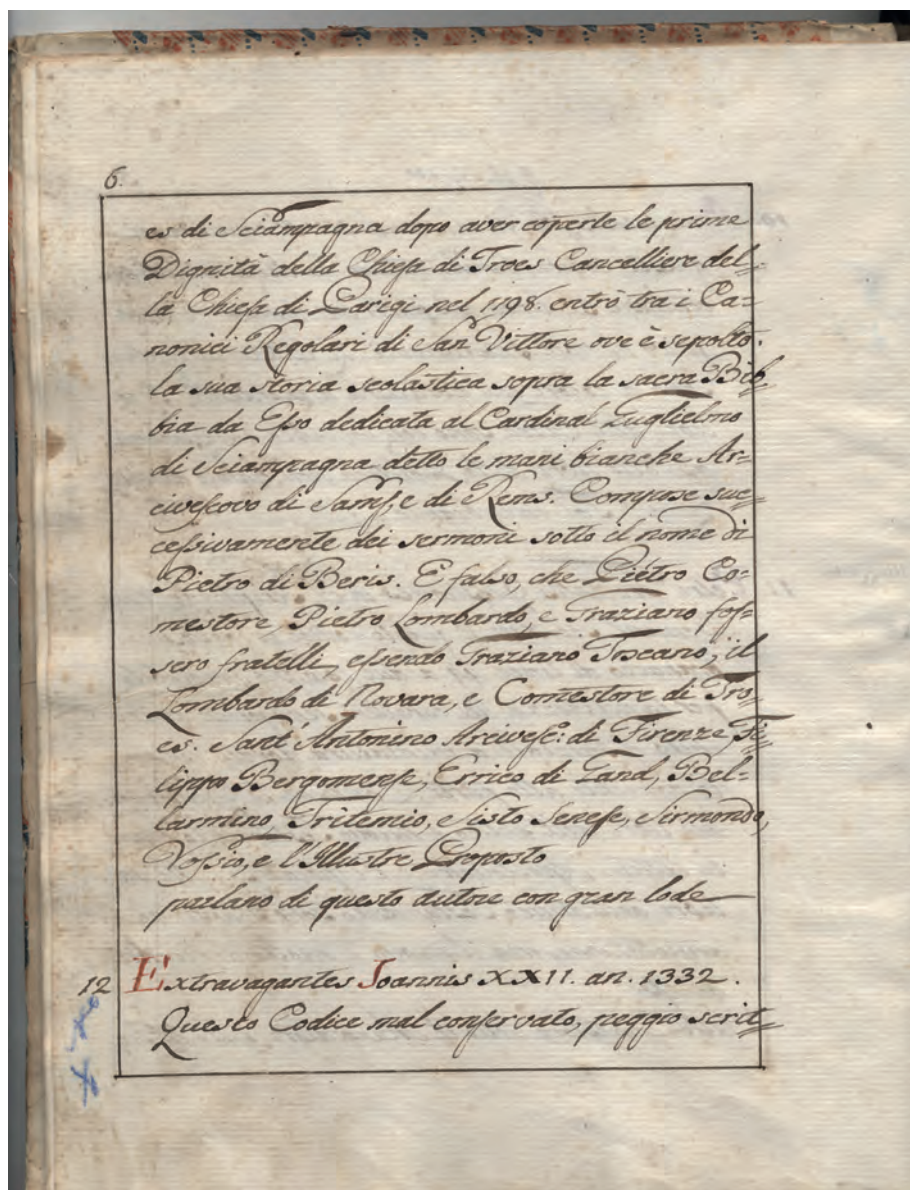 6.
es di Sciampagna dopo aver coperte le prime
Dignità della Chiesa di Troes Cancelliere del=
la Chiesa di Parigi nel 1198. entrò tra i Ca=
nonici Regolari di San Vittore ove è sepolto.
la sua storia scolastica sopra la sacra Bib=
bia da Esso dedicata al Cardinal Guglielmo
di Sciampagna detto le mani bianche Ar=
civescovo di Sans, e di Rems. Compose suc=
cessivamente dei sermoni sotto il nome di
Pietro di Beris. È falso, che Pietro Co=
mestore, Pietro Lombardo, e Graziano fos=
sero fratelli, essendo Graziano Toscano, il
Lombardo di Novara, e Comestore di Tro=
es. Sant' Antonino Arcivesc: di Firenze, Fi=
lippo Bergomense, Errico di Gand, Bel=
larmino, Tritemio, e Sisto Senese, Sirmondo,
Vossio, e l'Illustre Proposto
parlano di questo autore con gran lode
12 Extravagantes Joannis XXII. an. 1332.
Questo Codice mal conservato, peggio scrit=